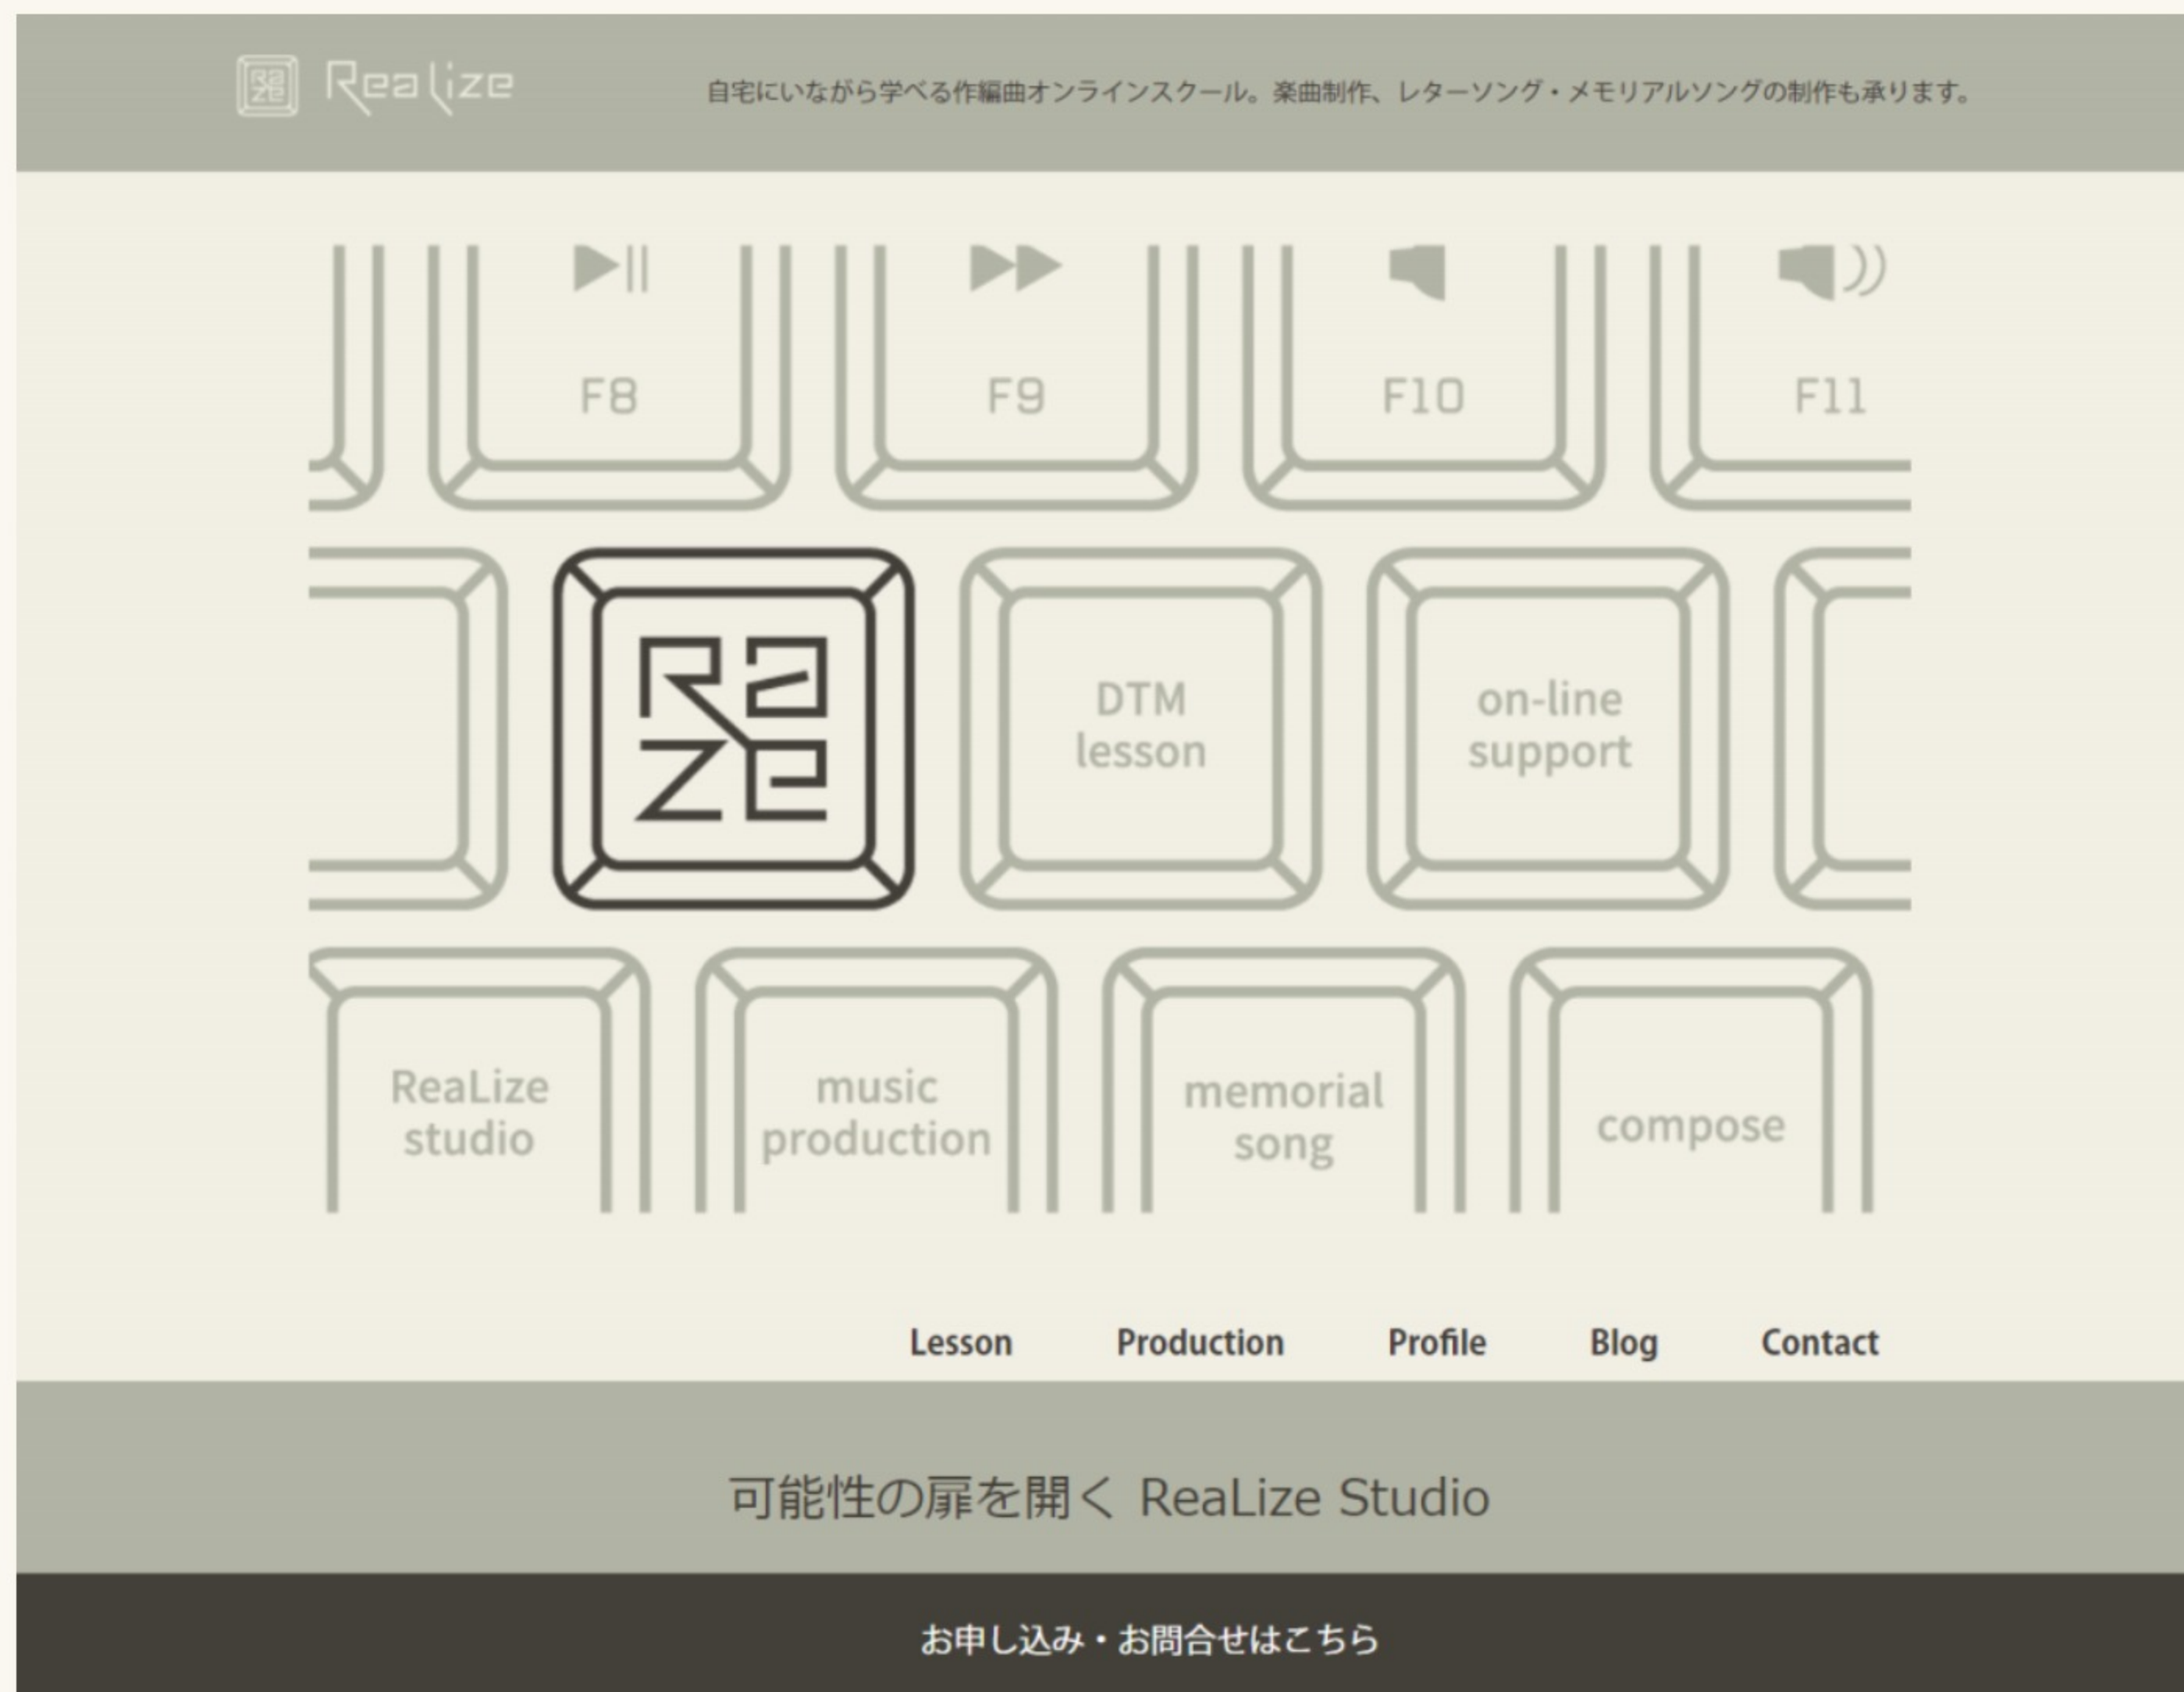 Ra
ze
ReaLize
自宅にいながら学べる作編曲オンラインスクール。楽曲制作、レターソング・メモリアルソングの制作も承ります。
F8
F9
F10
F11
Ra
ze
DTM
lesson
on-line
support
ReaLize
studio
music
production
memorial
song
compose
Lesson
Production
Profile
Blog
Contact
可能性の扉を開く ReaLize Studio
お申し込み・お問合せはこちら